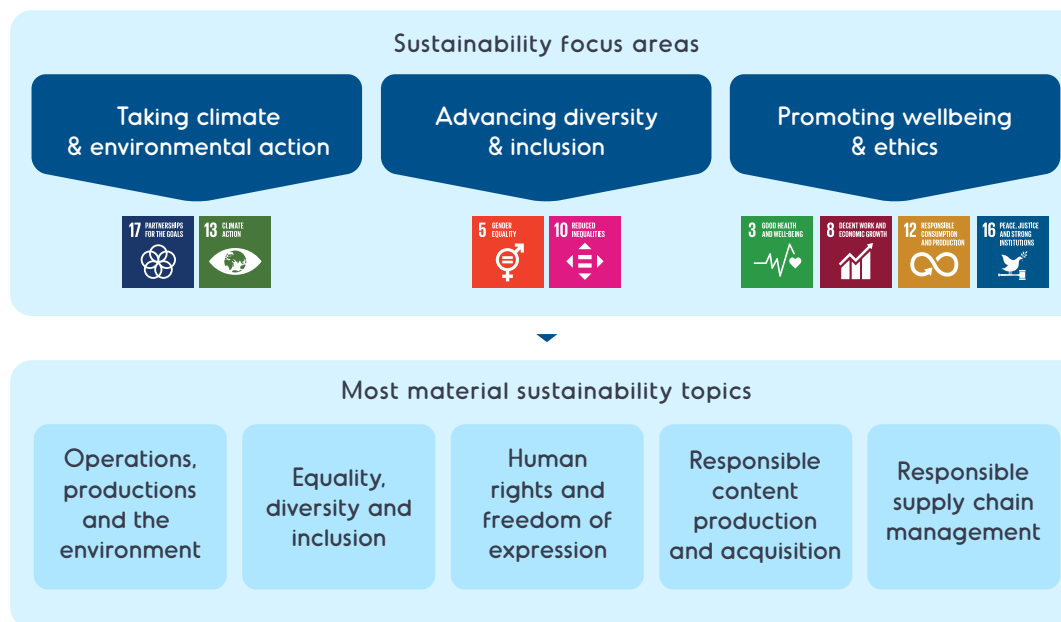 Sustainability focus areas
Taking climate
& environmental action
Advancing diversity
& inclusion
Promoting wellbeing
& ethics
17 PARTNERSHIPS
FOR THE GOALS
13 CLIMATE
ACTION
5 GENDER
EQUALITY
10 REDUCED
INEQUALITIES
3 GOOD HEALTH
AND WELL-BEING
8 DECENT WORK AND
ECONOMIC GROWTH
12 RESPONSIBLE
CONSUMPTION
AND PRODUCTION
16 PEACE, JUSTICE
AND STRONG
INSTITUTIONS
Most material sustainability topics
Operations,
productions
and the
environment
Equality,
diversity and
inclusion
Human
rights and
freedom of
expression
Responsible
content
production
and acquisition
Responsible
supply chain
management